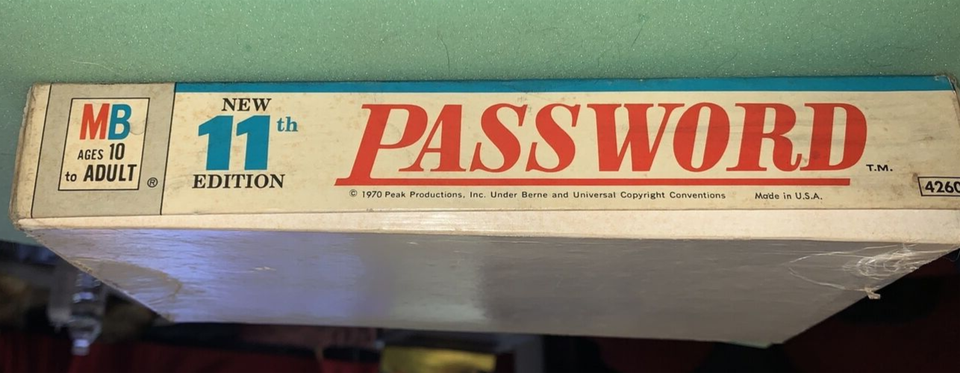 MB
AGES 10
to ADULT
®
NEW
11th
EDITION
PASSWORD
T.M.
© 1970 Peak Productions, Inc. Under Berne and Universal Copyright Conventions Made in U.S.A.
4260